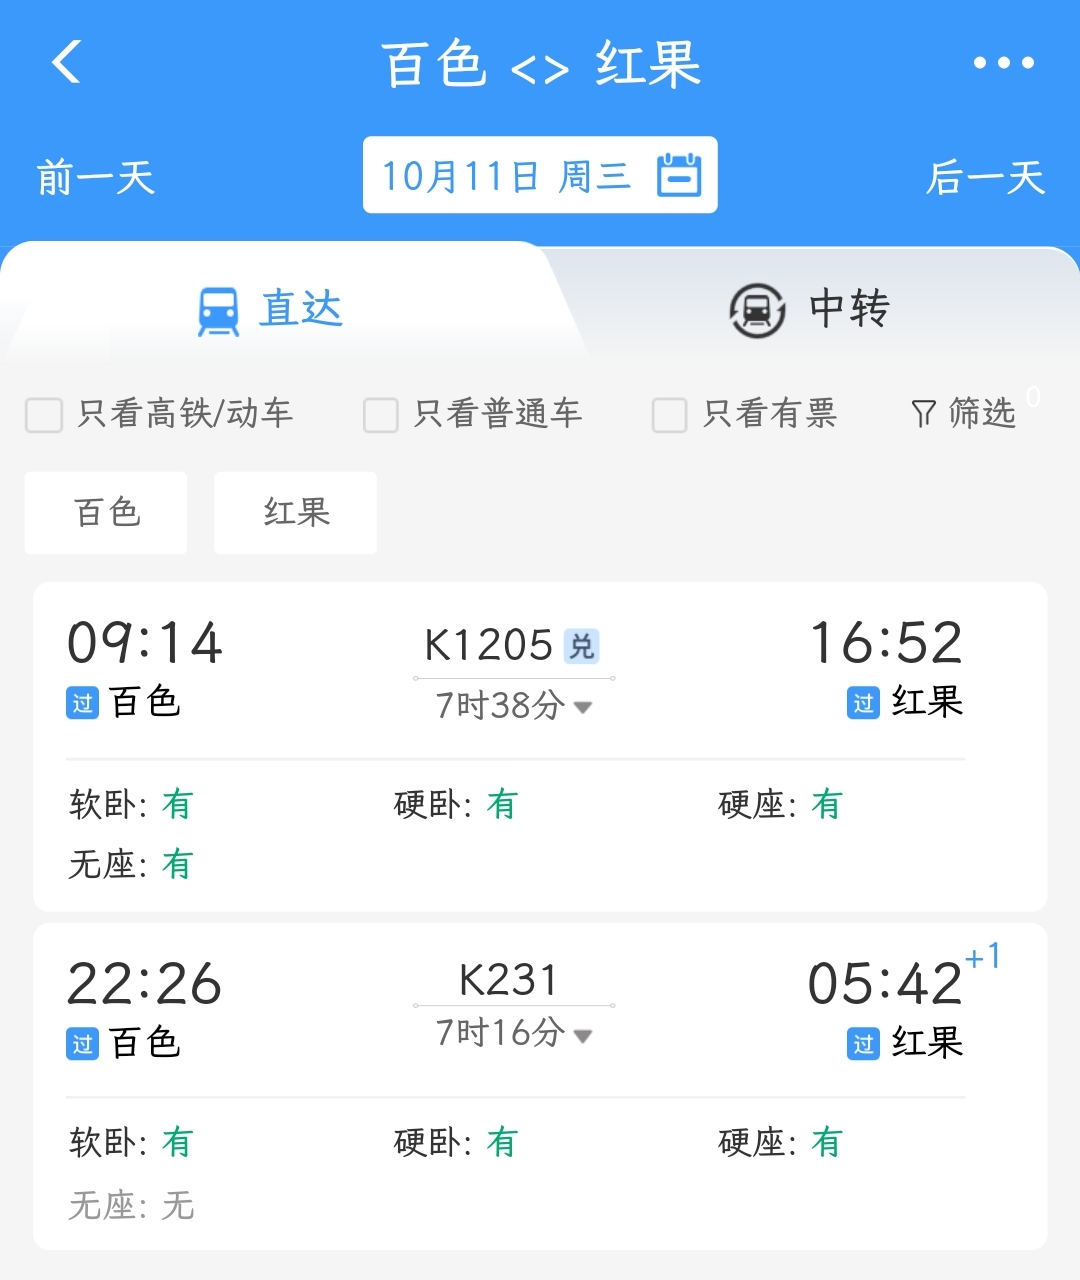 百色 <> 红果
前一天 10月11日 周三 后一天
直达 中转
只看高铁/动车 只看普通车 只看有票 筛选 0
百色 红果
09:14 K1205 兑 16:52
过 百色 7时38分 过 红果
软卧: 有 硬卧: 有 硬座: 有
无座: 有
22:26 K231 05:42 +1
过 百色 7时16分 过 红果
软卧: 有 硬卧: 有 硬座: 有
无座: 无